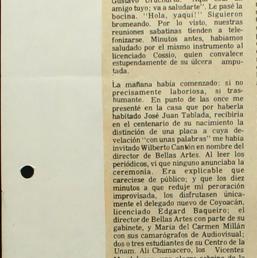 amigo tuyo; va a saludarte". Le pasé la
bocina. "Hola, yaqui!" Siguieron
bromeando. Por lo visto, nuestras
reuniones sabatinas tienden a tele-
fonizarse. Minutos antes, habíamos
saludado por el mismo instrumento al
licenciado Cossío, quien convalece
estupendamente de su úlcera ampu-
tada.
La mañana había comenzado: si no
precisamente laboriosa, sí tras-
humante. En punto de las once me
presenté en la casa que por haberla
habitado José Juan Tablada, recibiría
en el centenario de su nacimiento la
distinción de una placa a cuya de-
velación "con unas palabras" me había
invitado Wilberto Cantón en nombre del
director de Bellas Artes. Al leer los
periódicos, vi que ninguno anunciaba la
ceremonia. Era explicable que
careciese de público; y que los diez
minutos a que reduje mi peroración
improvisada, los disfrutasen única-
mente el delegado nuevo de Coyoacán,
licenciado Edgard Baqueiro; el
director de Bellas Artes con parte de su
gabinete, y María del Carmen Millán
con sus camarógrafos de Audiovisual;
dos o tres estudiantes de su Centro de la
Unam. Alí Chumacero, los Vicentes